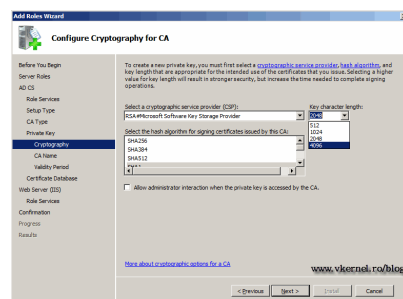 Add Roles Wizard
Configure Cryptography for CA
Before You Begin
Server Roles
AD CS
Role Services
Setup Type
CA Type
Private Key
Cryptography
CA Name
Validity Period
Certificate Database
Web Server (IIS)
Role Services
Confirmation
Progress
Results
To create a new private key, you must first select a cryptographic service provider, hash algorithm, and
key length that are appropriate for the intended use of the certificates that you issue. Selecting a higher
value for key length will result in stronger security, but increase the time needed to complete signing
operations.
Select a cryptographic service provider (CSP):
Key character length:
RSA#Microsoft Software Key Storage Provider
2048
512
1024
2048
4096
Select the hash algorithm for signing certificates issued by this CA:
SHA256
SHA384
SHA512
Allow administrator interaction when the private key is accessed by the CA.
More about cryptographic options for a CA
www.vkernel.ro/blog
< Previous
Next >
Install
Cancel